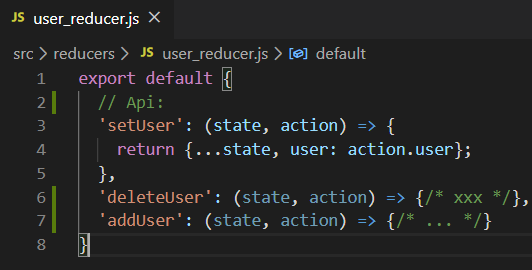 JS user_reducer.js
src > reducers > JS user_reducer.js > default
1 export default {
2 // Api:
3 'setUser': (state, action) => {
4 return {...state, user: action.user};
5 },
6 'deleteUser': (state, action) => {/* xxx */},
7 'addUser': (state, action) => {/* ... */}
8 }